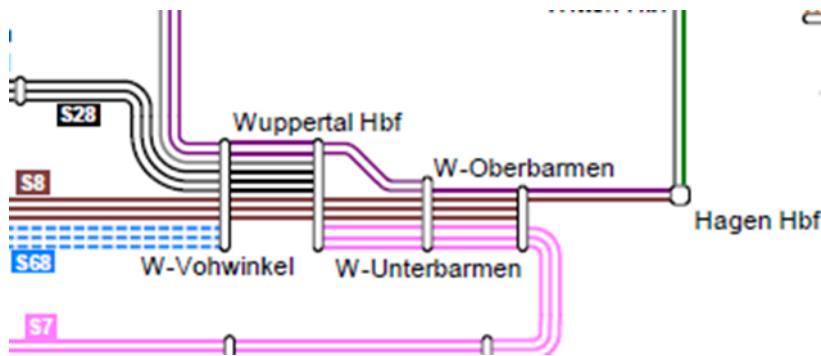 S28
Wuppertal Hbf
W-Oberbarmen
S8
Hagen Hbf
W-Vohwinkel
W-Unterbarmen
S68
S7